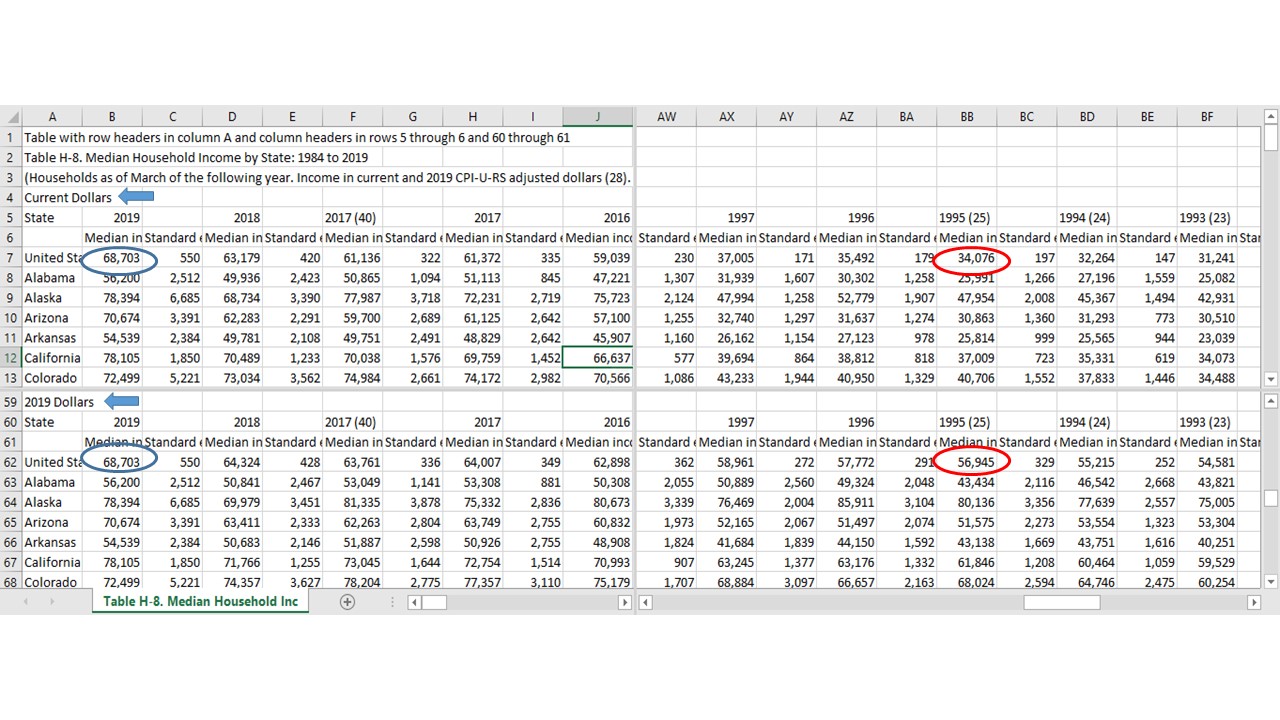 A B C D E F G H I J AW AX AY AZ BA BB BC BD BE BF
1 Table with row headers in column A and column headers in rows 5 through 6 and 60 through 61
2 Table H-8. Median Household Income by State: 1984 to 2019
3 (Households as of March of the following year. Income in current and 2019 CPI-U-RS adjusted dollars (28).
4 Current Dollars
5 State 2019 2018 2017 (40) 2017 2016 1997 1996 1995 (25) 1994 (24) 1993 (23)
6 Median in Standard e Median in Standard e Median in Standard e Median in Standard e Median inco Standard e Median in Standard e Median in Standard e Median in Standard e Median in Standard e Median in Star
7 United Sta 68,703 550 63,179 420 61,136 322 61,372 335 59,039 230 37,005 171 35,492 179 34,076 197 32,264 147 31,241
8 Alabama 56,200 2,512 49,936 2,423 50,865 1,094 51,113 845 47,221 1,307 31,939 1,607 30,302 1,258 25,991 1,266 27,196 1,559 25,082
9 Alaska 78,394 6,685 68,734 3,390 77,987 3,718 72,231 2,719 75,723 2,124 47,994 1,258 52,779 1,907 47,954 2,008 45,367 1,494 42,931
10 Arizona 70,674 3,391 62,283 2,291 59,700 2,689 61,125 2,642 57,100 1,255 32,740 1,297 31,637 1,274 30,863 1,360 31,293 773 30,510
11 Arkansas 54,539 2,384 49,781 2,108 49,751 2,491 48,829 2,642 45,907 1,160 26,162 1,154 27,123 978 25,814 999 25,565 944 23,039
12 California 78,105 1,850 70,489 1,233 70,038 1,576 69,759 1,452 66,637 577 39,694 864 38,812 818 37,009 723 35,331 619 34,073
13 Colorado 72,499 5,221 73,034 3,562 74,984 2,661 74,172 2,982 70,566 1,086 43,233 1,944 40,950 1,329 40,706 1,552 37,833 1,446 34,488
59 2019 Dollars
60 State 2019 2018 2017 (40) 2017 2016 1997 1996 1995 (25) 1994 (24) 1993 (23)
61 Median in Standard e Median in Standard e Median in Standard e Median in Standard e Median inco Standard e Median in Standard e Median in Standard e Median in Standard e Median in Standard e Median in Star
62 United Sta 68,703 550 64,324 428 63,761 336 64,007 349 62,898 362 58,961 272 57,772 291 56,945 329 55,215 252 54,581
63 Alabama 56,200 2,512 50,841 2,467 53,049 1,141 53,308 881 50,308 2,055 50,889 2,560 49,324 2,048 43,434 2,116 46,542 2,668 43,821
64 Alaska 78,394 6,685 69,979 3,451 81,335 3,878 75,332 2,836 80,673 3,339 76,469 2,004 85,911 3,104 80,136 3,356 77,639 2,557 75,005
65 Arizona 70,674 3,391 63,411 2,333 62,263 2,804 63,749 2,755 60,832 1,973 52,165 2,067 51,497 2,074 51,575 2,273 53,554 1,323 53,304
66 Arkansas 54,539 2,384 50,683 2,146 51,887 2,598 50,926 2,755 48,908 1,824 41,684 1,839 44,150 1,592 43,138 1,669 43,751 1,616 40,251
67 California 78,105 1,850 71,766 1,255 73,045 1,644 72,754 1,514 70,993 907 63,245 1,377 63,176 1,332 61,846 1,208 60,464 1,059 59,529
68 Colorado 72,499 5,221 74,357 3,627 78,204 2,775 77,357 3,110 75,179 1,707 68,884 3,097 66,657 2,163 68,024 2,594 64,746 2,475 60,254
Table H-8. Median Household Inc